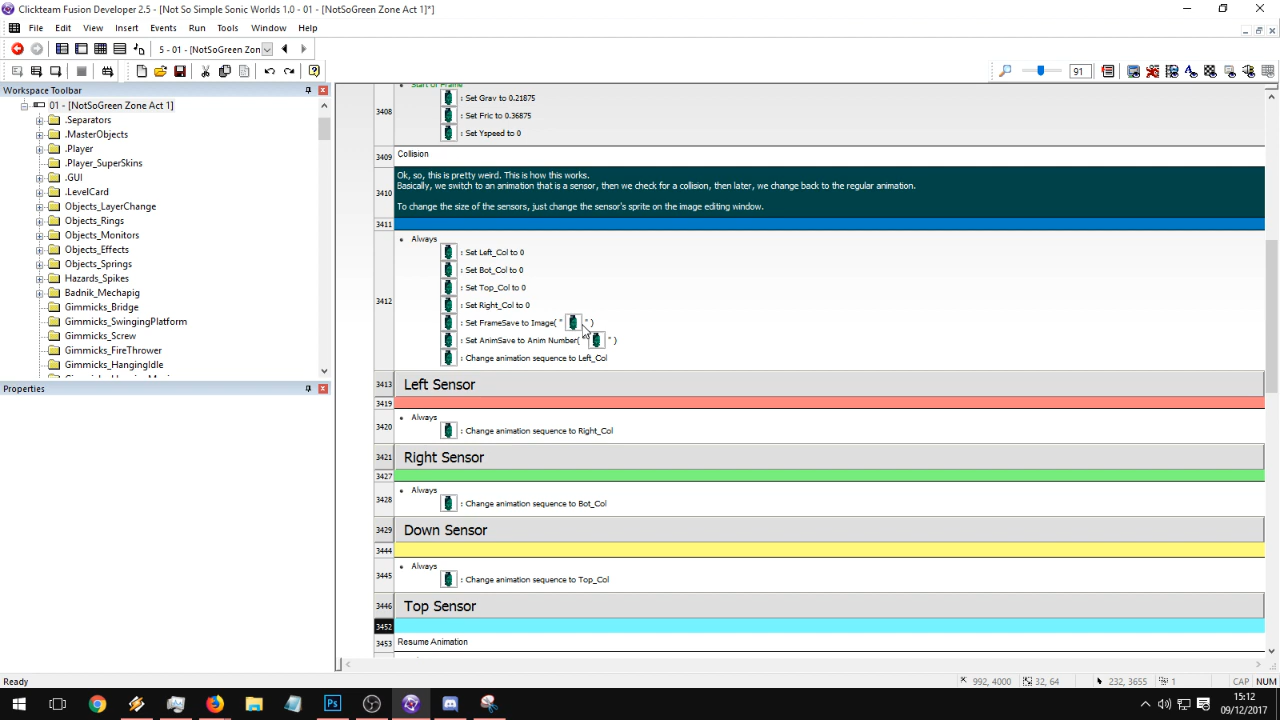 Clickteam Fusion Developer 2.5 - [Not So Simple Sonic Worlds 1.0 - 01 - [NotSoGreen Zone Act 1]*]
File Edit View Insert Events Run Tools Window Help
5 - 01 - [NotSoGreen Zon
91
Workspace Toolbar
01 - [NotSoGreen Zone Act 1]
.Separators
.MasterObjects
.Player
.Player_SuperSkins
.GUI
.LevelCard
Objects_LayerChange
Objects_Rings
Objects_Monitors
Objects_Effects
Objects_Springs
Hazards_Spikes
Badnik_Mechapig
Gimmicks_Bridge
Gimmicks_SwingingPlatform
Gimmicks_Screw
Gimmicks_FireThrower
Gimmicks_HangingIdle
Properties
Start of Frame
3408
: Set Grav to 0.21875
: Set Fric to 0.36875
: Set Yspeed to 0
3409 Collision
3410
Ok, so, this is pretty weird. This is how this works.
Basically, we switch to an animation that is a sensor, then we check for a collision, then later, we change back to the regular animation.
To change the size of the sensors, just change the sensor's sprite on the image editing window.
3411
3412
Always
: Set Left_Col to 0
: Set Bot_Col to 0
: Set Top_Col to 0
: Set Right_Col to 0
: Set FrameSave to Image( " " )
: Set AnimSave to Anim Number( " " )
: Change animation sequence to Left_Col
3413 Left Sensor
3419
3420
Always
: Change animation sequence to Right_Col
3421 Right Sensor
3427
3428
Always
: Change animation sequence to Bot_Col
3429 Down Sensor
3444
3445
Always
: Change animation sequence to Top_Col
3446 Top Sensor
3452
3453 Resume Animation
Ready
992, 4000 32, 64 232, 3655 1 CAP NUM
Ps
15:12
09/12/2017